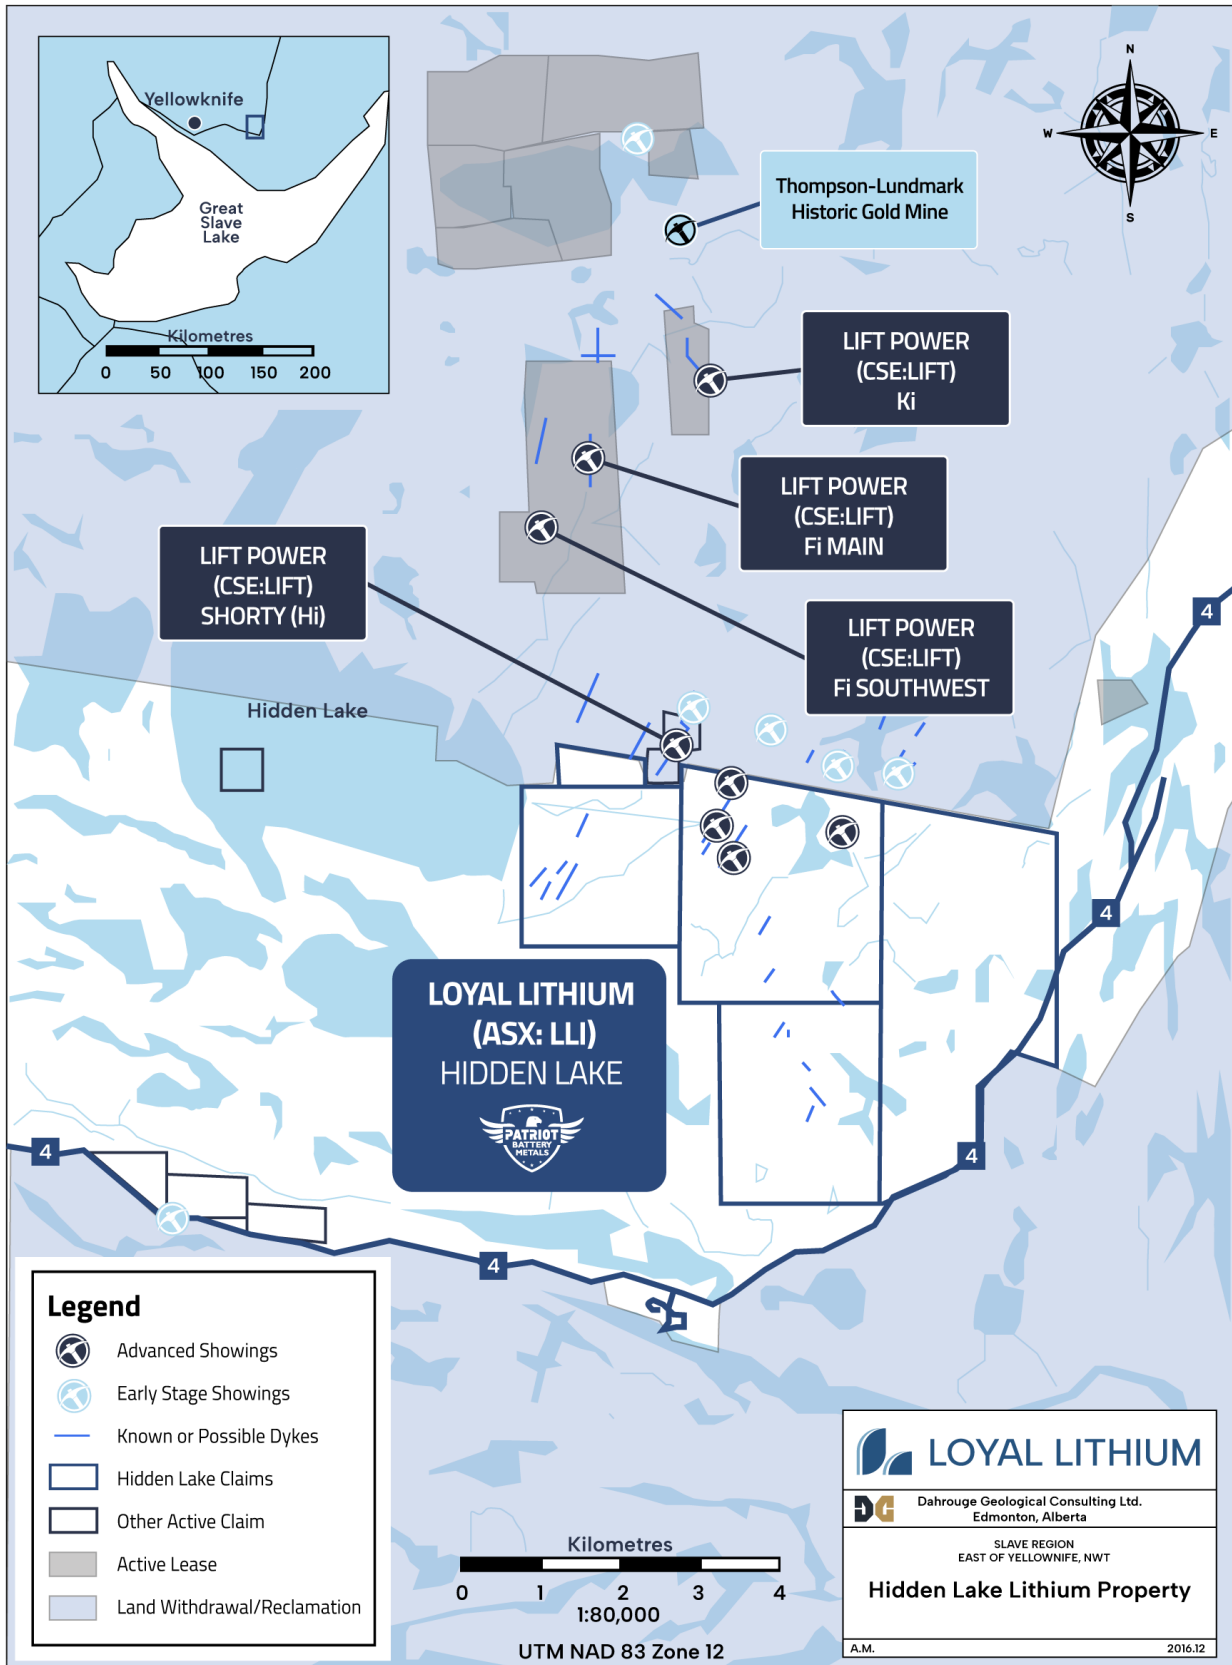 Yellowknife
Great
Slave
Lake
Kilometres
0 50 100 150 200
N
W E
S
Thompson-Lundmark
Historic Gold Mine
LIFT POWER
(CSE:LIFT)
Ki
LIFT POWER
(CSE:LIFT)
Fi MAIN
LIFT POWER
(CSE:LIFT)
SHORTY (Hi)
LIFT POWER
(CSE:LIFT)
Fi SOUTHWEST
4
Hidden Lake
4
LOYAL LITHIUM
(ASX: LLI)
HIDDEN LAKE
PATRIOT
BATTERY
METALS
4
4
4
Legend
Advanced Showings
Early Stage Showings
Known or Possible Dykes
Hidden Lake Claims
Other Active Claim
Active Lease
Land Withdrawal/Reclamation
Kilometres
0 1 2 3 4
1:80,000
UTM NAD 83 Zone 12
LOYAL LITHIUM
DG
Dahrouge Geological Consulting Ltd.
Edmonton, Alberta
SLAVE REGION
EAST OF YELLOWNIFE, NWT
Hidden Lake Lithium Property
A.M. 2016.12